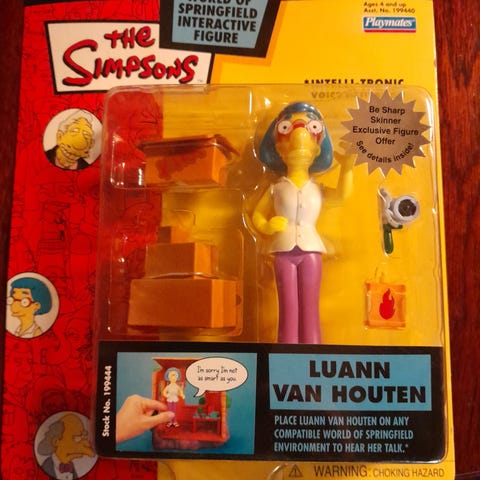 WORLD OF
SPRINGFIELD
INTERACTIVE
FIGURE
Ages 4 and up
Asst. No. 199440
Playmates
THE
SIMPSONS
*INTELLI-TRONIC
Be Sharp
Skinner
Exclusive Figure
Offer
See details inside!
I'm sorry I'm not
as smart as you.
Stock No. 199444
LUANN
VAN HOUTEN
PLACE LUANN VAN HOUTEN ON ANY
COMPATIBLE WORLD OF SPRINGFIELD
ENVIRONMENT TO HEAR HER TALK.*
WARNING: CHOKING HAZARD